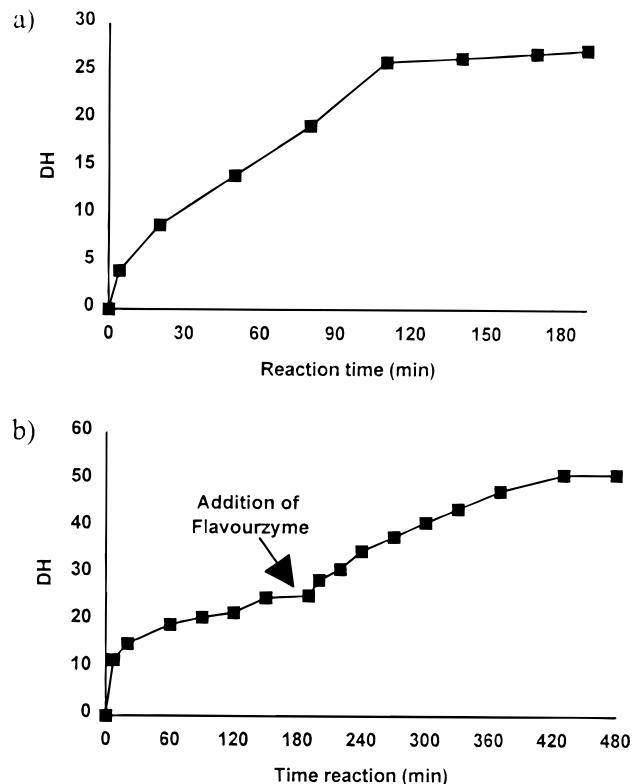 a)
30
25
20
15
10
5
0
DH
0 30 60 90 120 150 180
Reaction time (min)
b)
60
50
40
30
20
10
0
DH
Addition of
Flavourzyme
0 60 120 180 240 300 360 420 480
Time reaction (min)